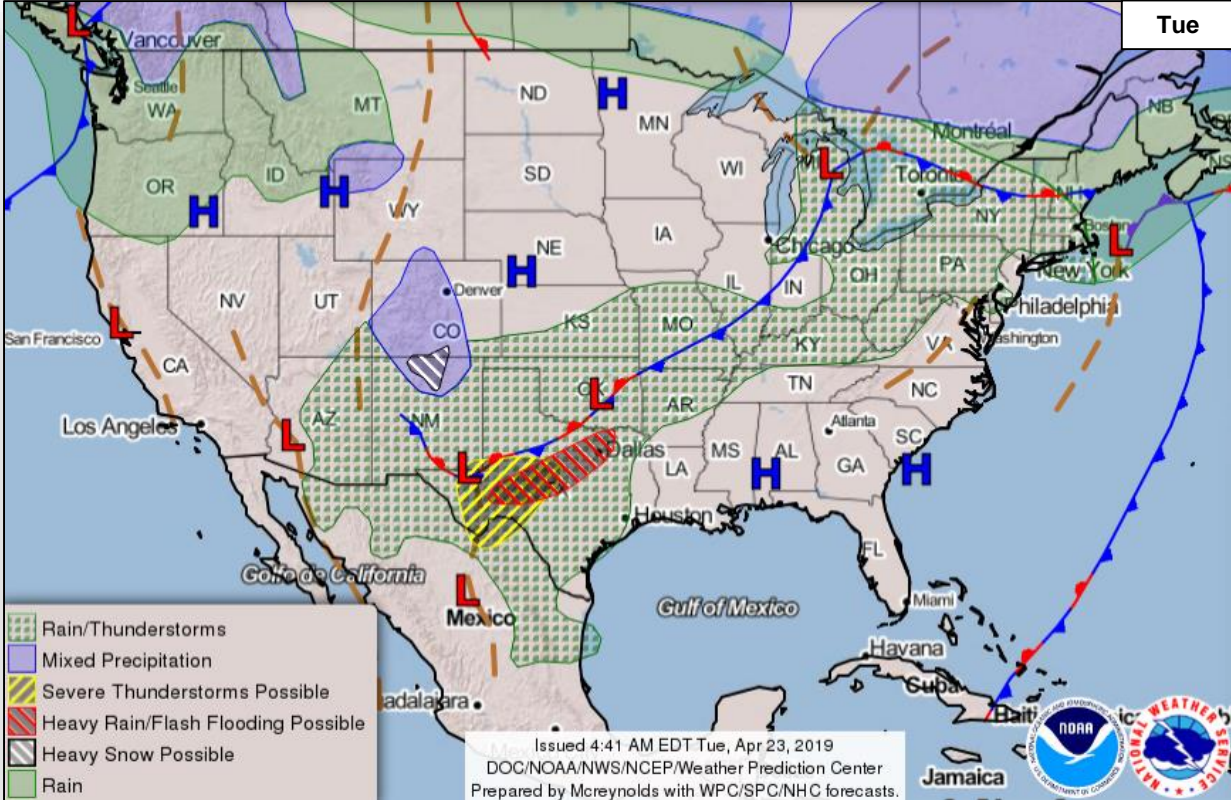 Tue
Vancouver
Seattle
WA
MT
ND
MN
Montréal
NB
OR
ID
SD
WI
MI
Toronto
NH
NS
WY
NE
IA
Chicago
NY
Boston
NV
UT
Denver
IL
IN
OH
PA
New York
San Francisco
CA
CO
KS
MO
KY
VA
Philadelphia
Washington
Los Angeles
AZ
NM
OK
AR
TN
NC
Atlanta
SC
Dallas
LA
MS
AL
GA
Houston
FL
Golfo de California
Gulf of Mexico
Mexico
Miami
Havana
Cuba
Haiti
Jamaica
H
H
H
H
H
H
L
L
L
L
L
L
L
L
Rain/Thunderstorms
Mixed Precipitation
Severe Thunderstorms Possible
Heavy Rain/Flash Flooding Possible
Heavy Snow Possible
Rain
Issued 4:41 AM EDT Tue, Apr 23, 2019
DOC/NOAA/NWS/NCEP/Weather Prediction Center
Prepared by Mcreynolds with WPC/SPC/NHC forecasts.
NOAA
NATIONAL WEATHER SERVICE